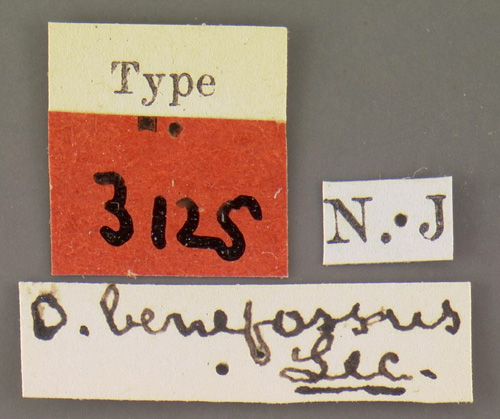 Type
3125
N. J
O. benefossus
Lec.